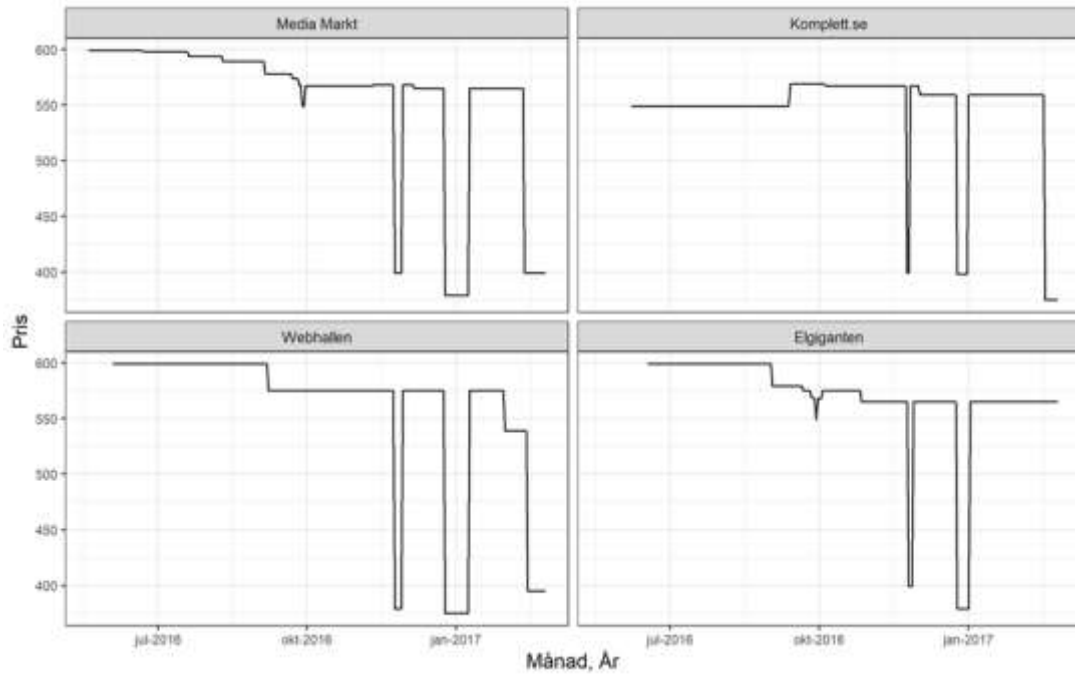 Media Markt
Komplett.se
600
550
500
450
400
Webhallen
Elgiganten
600
550
500
450
400
Pris
jul-2016
okt-2016
jan-2017
jul-2016
okt-2016
jan-2017
Månad, År